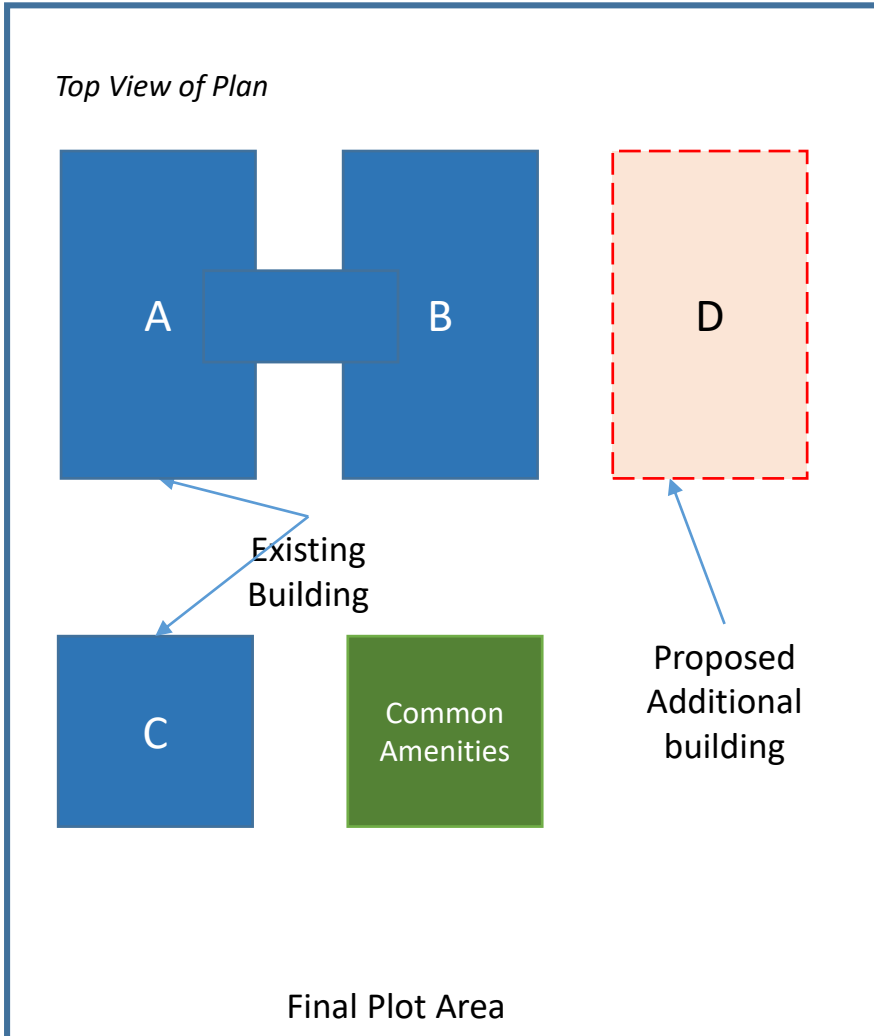 Top View of Plan
A
B
D
Existing
Building
C
Common
Amenities
Proposed
Additional
building
Final Plot Area